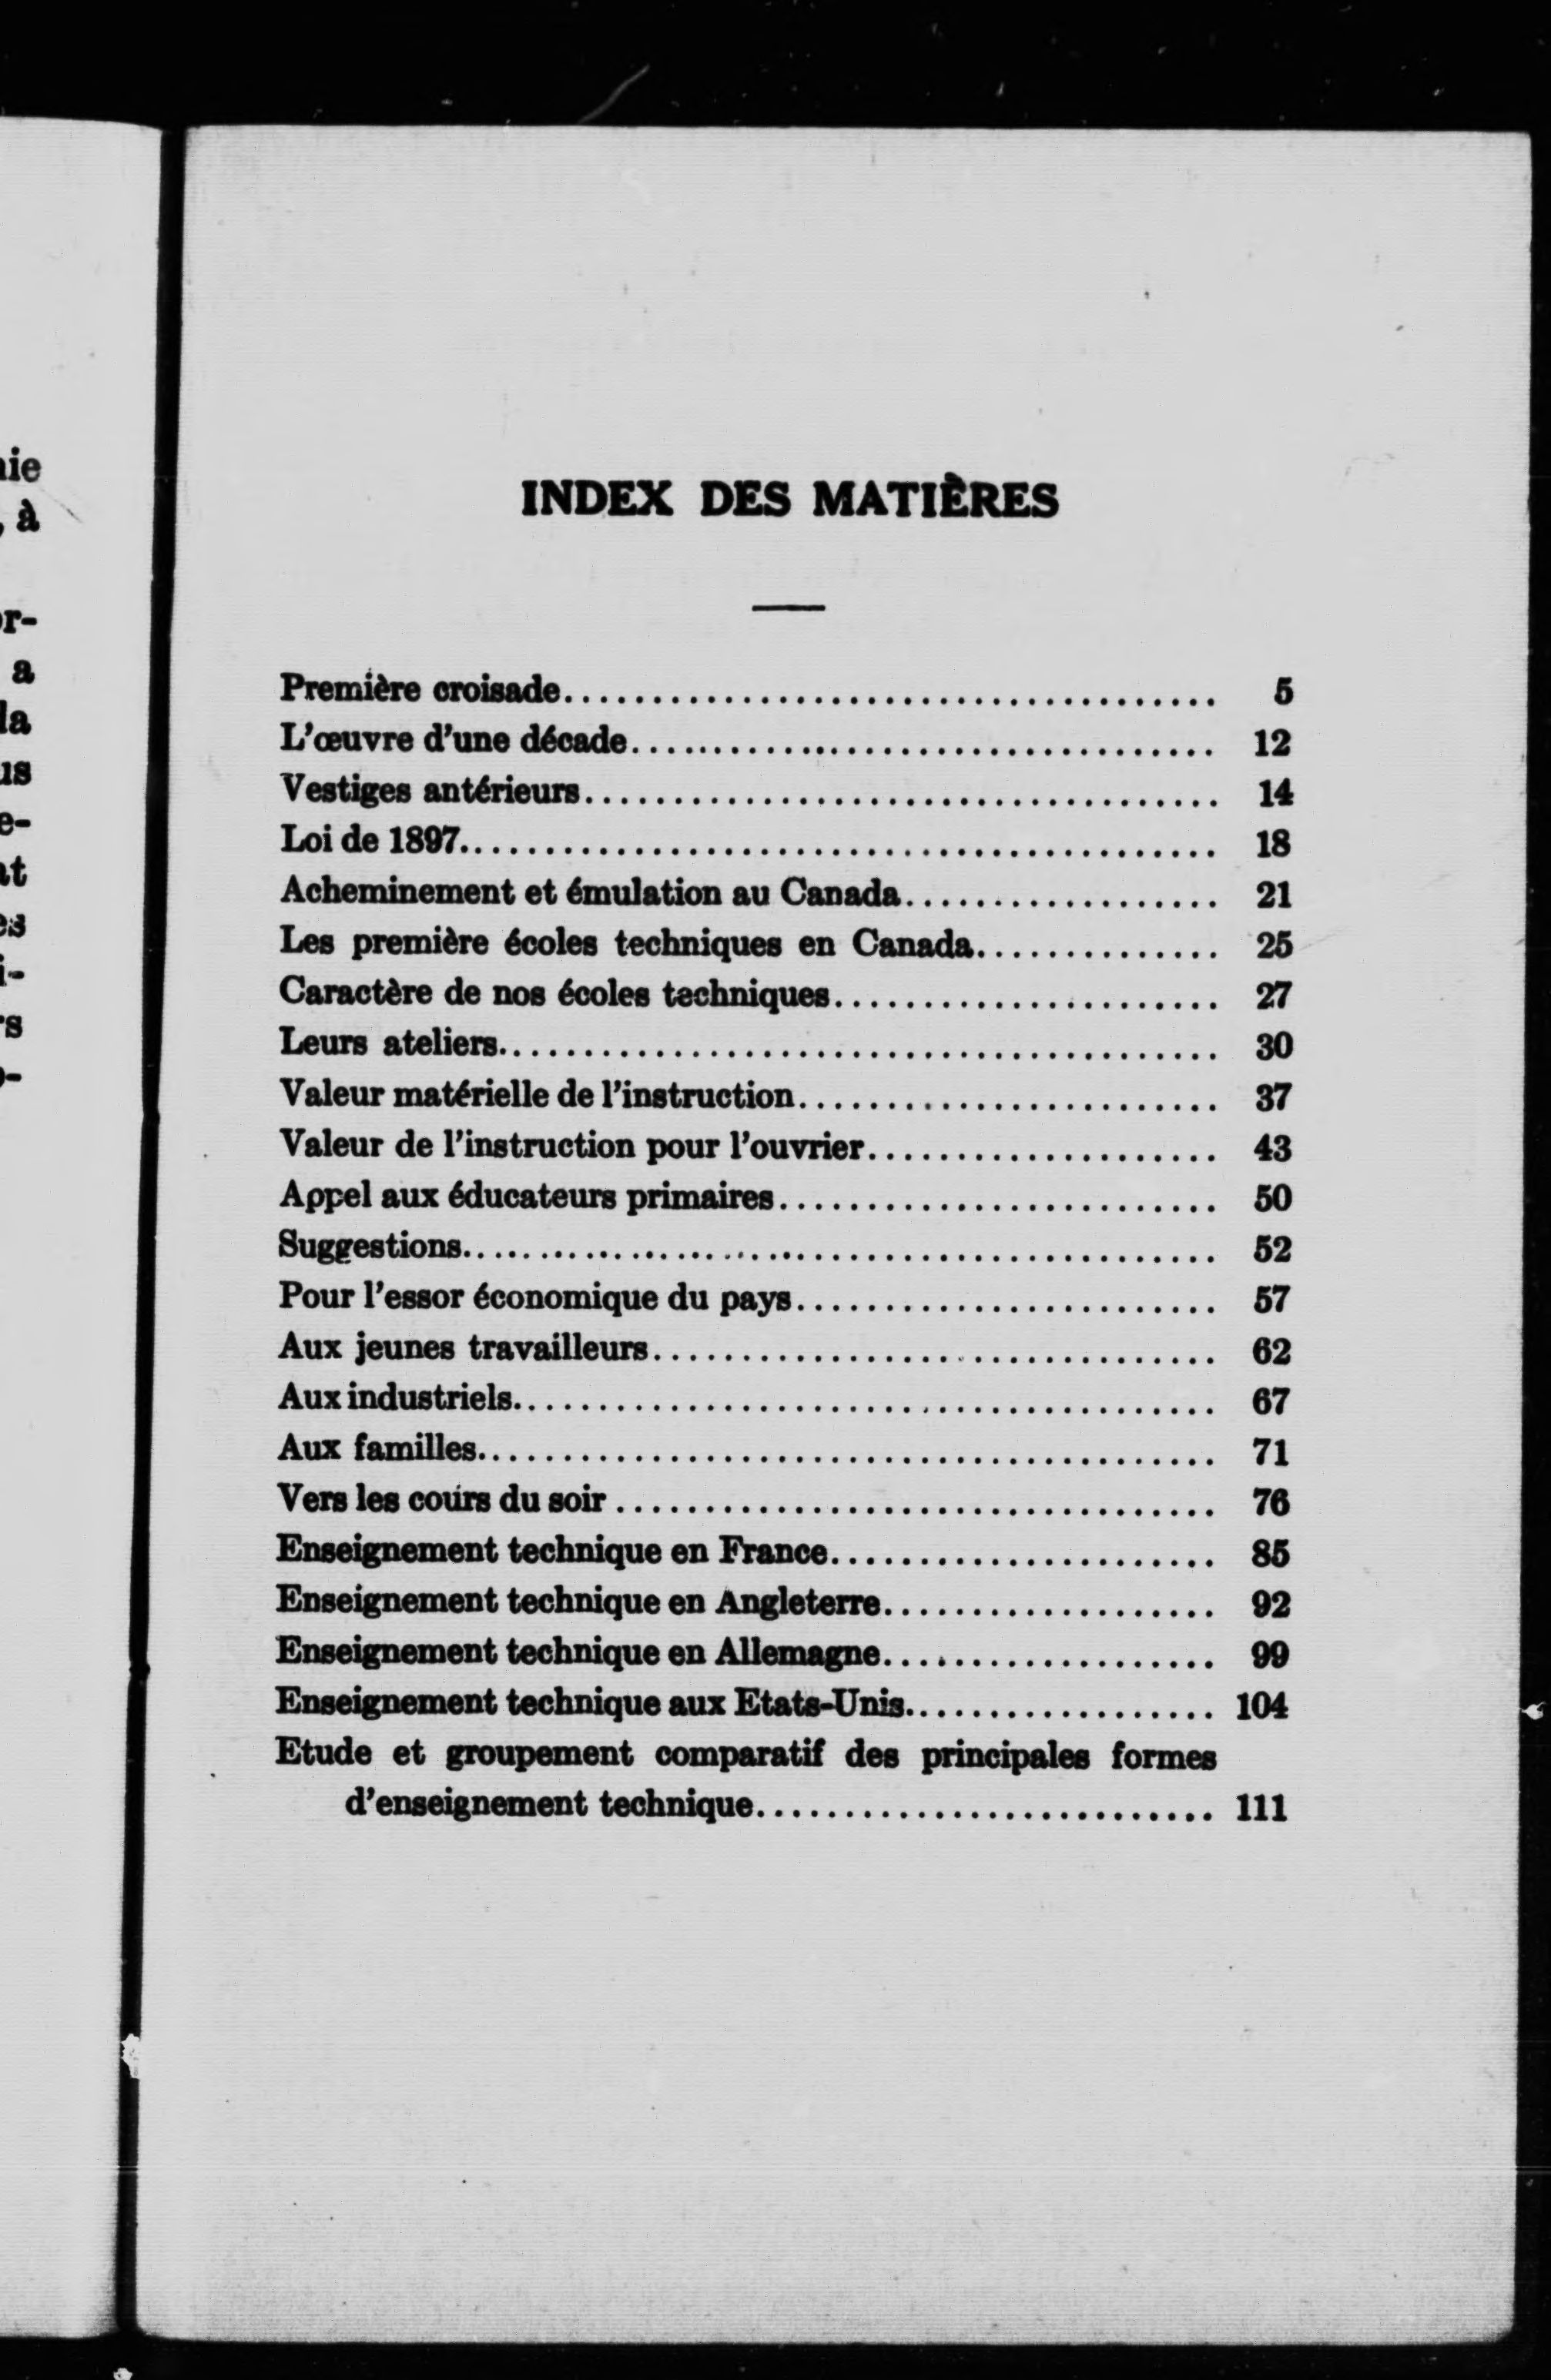 INDEX DES MATIÈRES
Première croisade........................................ 5
L'œuvre d'une décade................................... 12
Vestiges antérieurs...................................... 14
Loi de 1897.............................................. 18
Acheminement et émulation au Canada................... 21
Les première écoles techniques en Canada............... 25
Caractère de nos écoles techniques........................ 27
Leurs ateliers........................................... 30
Valeur matérielle de l'instruction.......................... 37
Valeur de l'instruction pour l'ouvrier...................... 43
Appel aux éducateurs primaires........................... 50
Suggestions.............................................. 52
Pour l'essor économique du pays.......................... 57
Aux jeunes travailleurs.................................. 62
Aux industriels.......................................... 67
Aux familles............................................. 71
Vers les cours du soir .................................... 76
Enseignement technique en France........................ 85
Enseignement technique en Angleterre.................... 92
Enseignement technique en Allemagne.................... 99
Enseignement technique aux Etats-Unis................... 104
Etude et groupement comparatif des principales formes
d'enseignement technique............................ 111